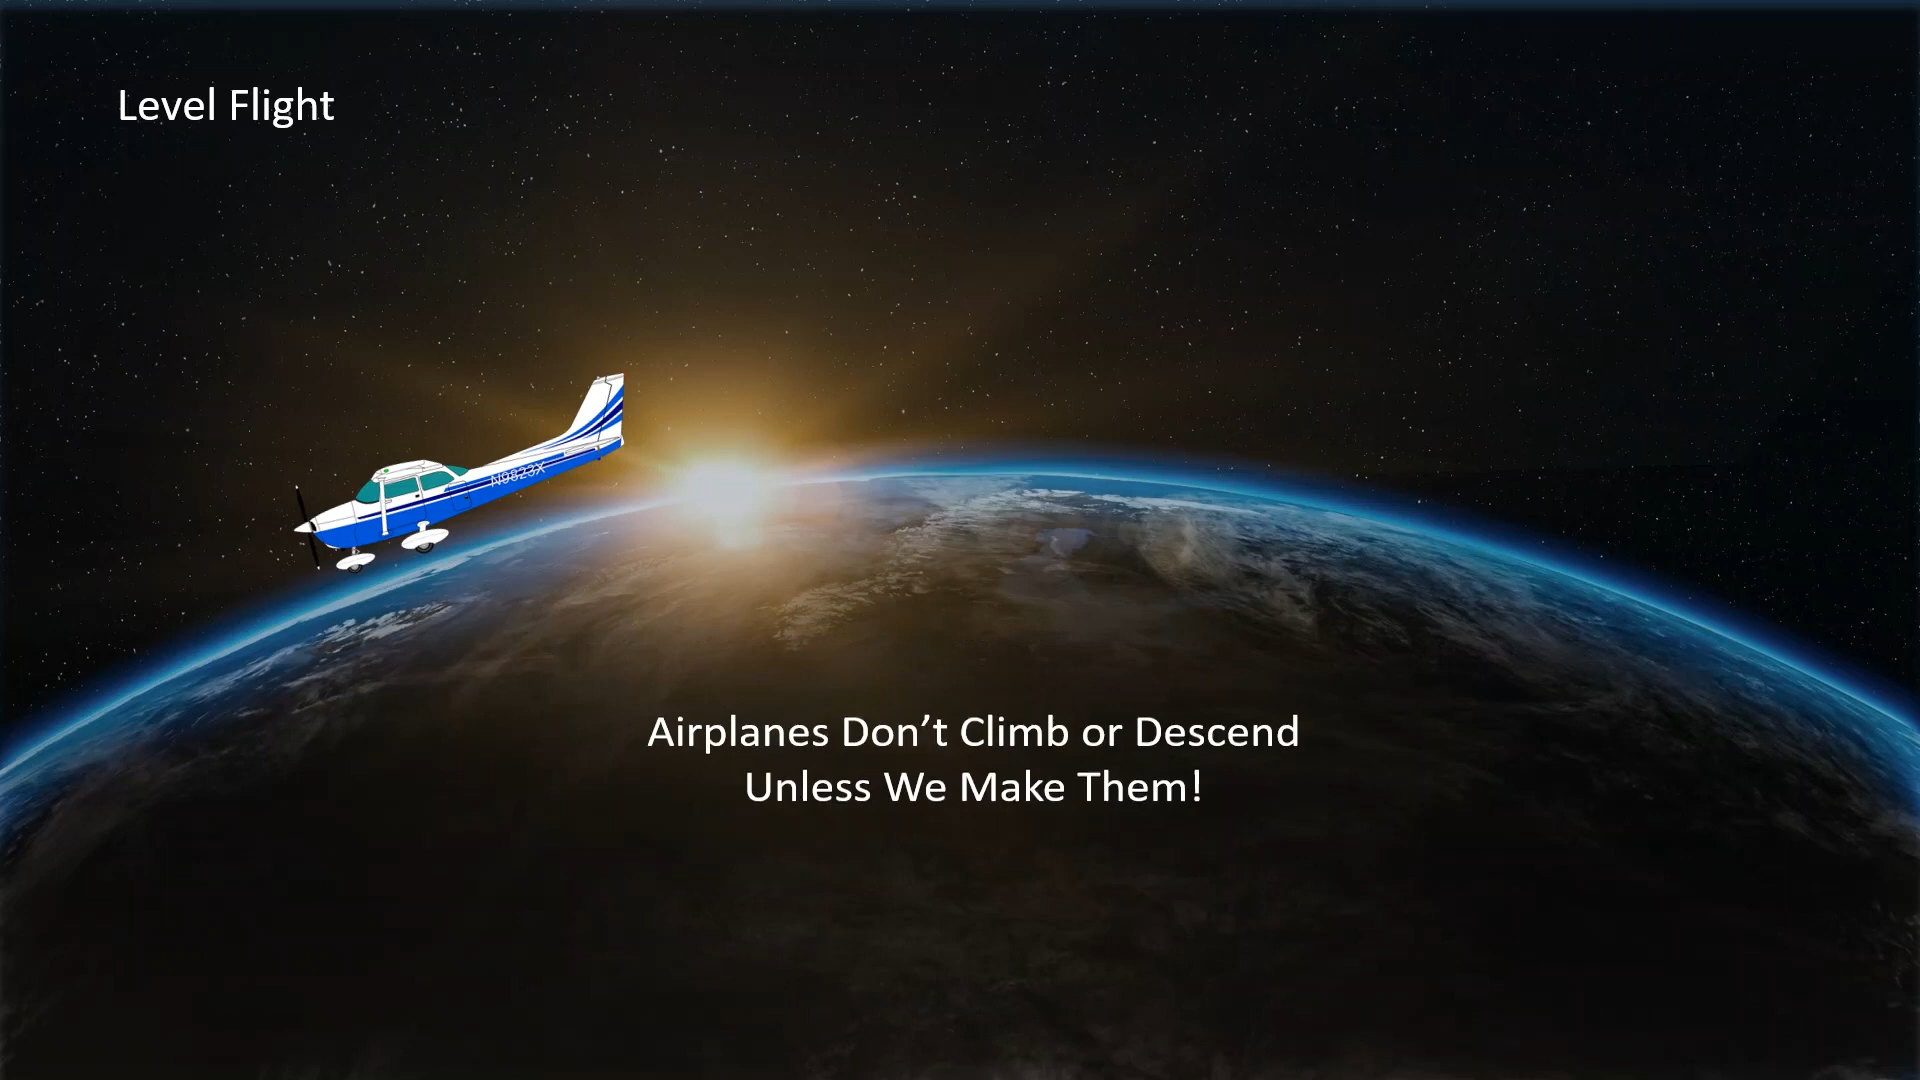 Level Flight
N9823X
Airplanes Don’t Climb or Descend
Unless We Make Them!